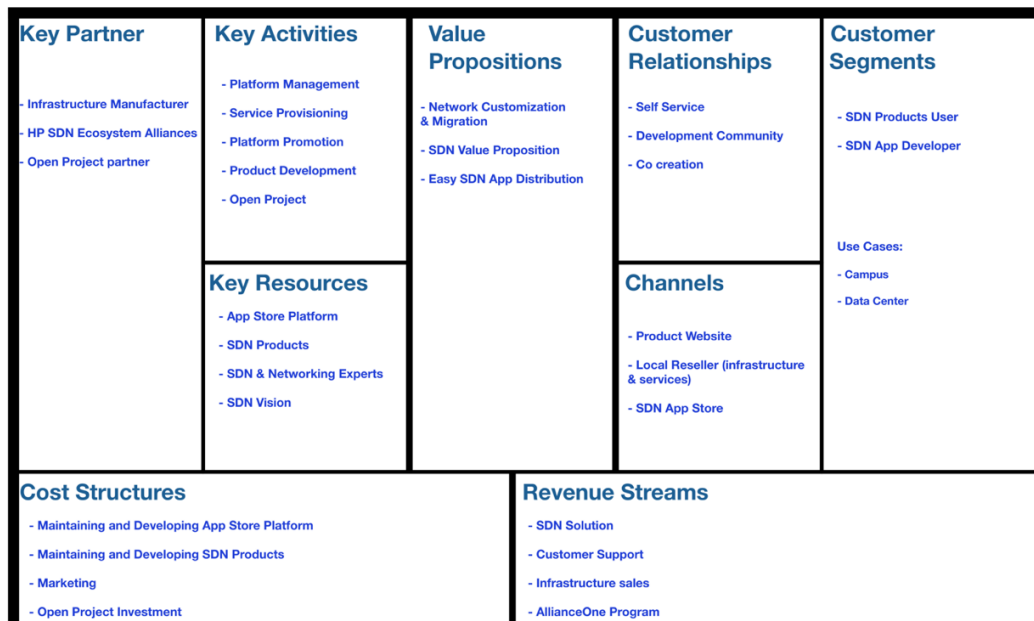 Key Partner
- Infrastructure Manufacturer
- HP SDN Ecosystem Alliances
- Open Project partner
Key Activities
- Platform Management
- Service Provisioning
- Platform Promotion
- Product Development
- Open Project
Key Resources
- App Store Platform
- SDN Products
- SDN & Networking Experts
- SDN Vision
Value
Propositions
- Network Customization
& Migration
- SDN Value Proposition
- Easy SDN App Distribution
Customer
Relationships
- Self Service
- Development Community
- Co creation
Channels
- Product Website
- Local Reseller (infrastructure
& services)
- SDN App Store
Customer
Segments
- SDN Products User
- SDN App Developer
Use Cases:
- Campus
- Data Center
Cost Structures
- Maintaining and Developing App Store Platform
- Maintaining and Developing SDN Products
- Marketing
- Open Project Investment
Revenue Streams
- SDN Solution
- Customer Support
- Infrastructure sales
- AllianceOne Program